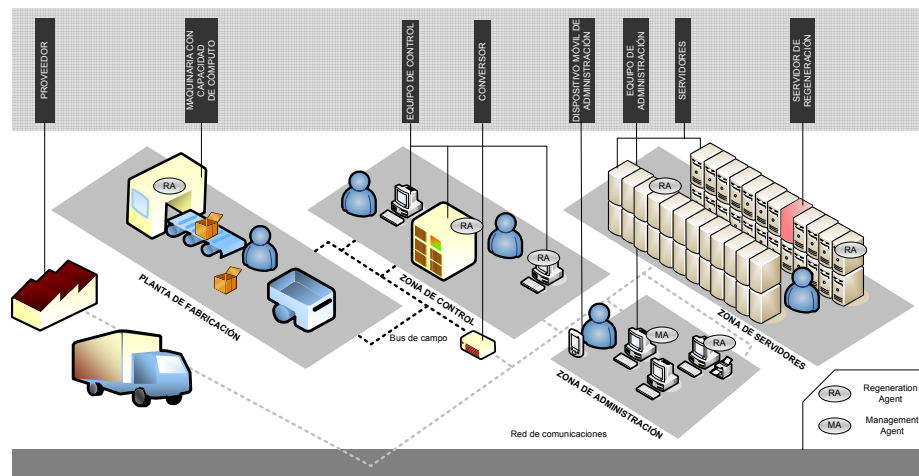 PROVEEDOR
MAQUINARIA CON
CAPACIDAD
DE CÓMPUTO
EQUIPO DE CONTROL
CONVERSOR
DISPOSITIVO MÓVIL DE
ADMINISTRACIÓN
EQUIPO DE
ADMINISTRACIÓN
SERVIDORES
SERVIDOR DE
REGENERACIÓN
RA
RA
RA
RA
RA
MA
RA
PLANTA DE FABRICACIÓN
ZONA DE CONTROL
Bus de campo
ZONA DE SERVIDORES
ZONA DE ADMINISTRACIÓN
Red de comunicaciones
RA
Regeneration
Agent
MA
Management
Agent